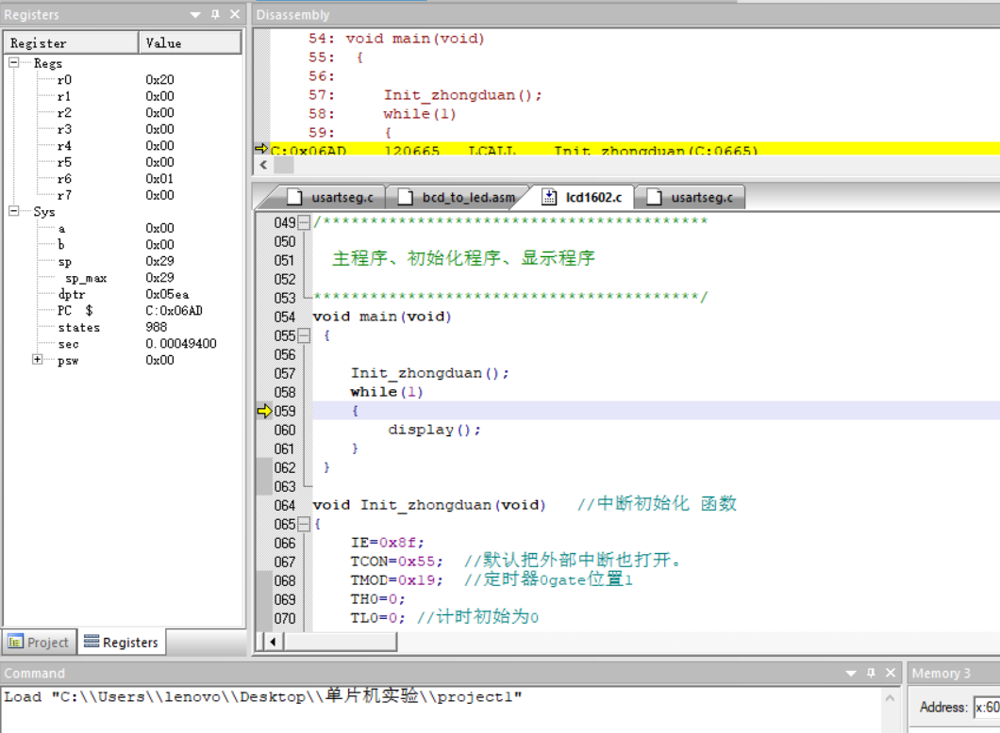 Registers
Register Value
Regs
r0 0x20
r1 0x00
r2 0x00
r3 0x00
r4 0x00
r5 0x00
r6 0x01
r7 0x00
Sys
a 0x00
b 0x00
sp 0x29
sp_max 0x29
dptr 0x05ea
PC $ C:0x06AD
states 988
sec 0.00049400
psw 0x00
Project Registers
Disassembly
54: void main(void)
55: {
56:
57: Init_zhongduan();
58: while(1)
59: {
C:0x06AD 120665 LCALL Init_zhongduan(C:0665)
usartseg.c bcd_to_led.asm lcd1602.c usartseg.c
049 /*****************************************
050
051 主程序、初始化程序、显示程序
052
053 *****************************************/
054 void main(void)
055 {
056
057 Init_zhongduan();
058 while(1)
059 {
060 display();
061 }
062 }
063
064 void Init_zhongduan(void) //中断初始化 函数
065 {
066 IE=0x8f;
067 TCON=0x55; //默认把外部中断也打开。
068 TMOD=0x19; //定时器0gate位置1
069 TH0=0;
070 TL0=0; //计时初始为0
Command
Load "C:\\Users\\lenovo\\Desktop\\单片机实验\\project1"
Memory 3
Address: x:60